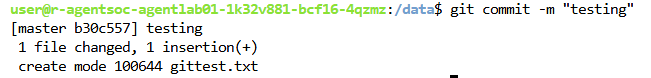 user@r-agentsoc-agentlab01-1k32v881-bcf16-4qzmz:/data$ git commit -m "testing"
[master b30c557] testing
 1 file changed, 1 insertion(+)
 create mode 100644 gittest.txt